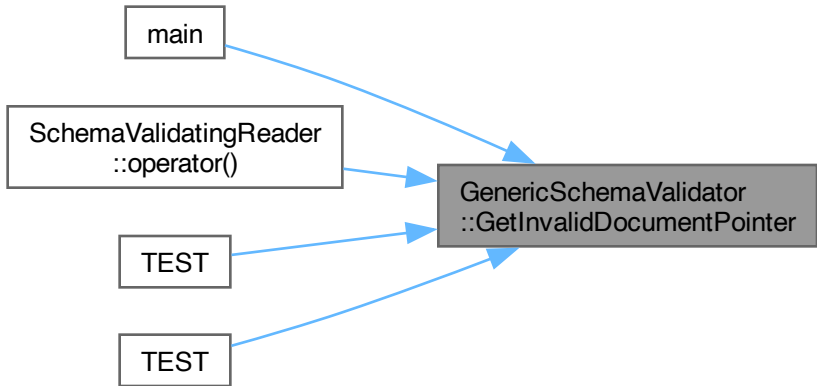 main
SchemaValidatingReader
::operator()
GenericSchemaValidator
::GetInvalidDocumentPointer
TEST
TEST